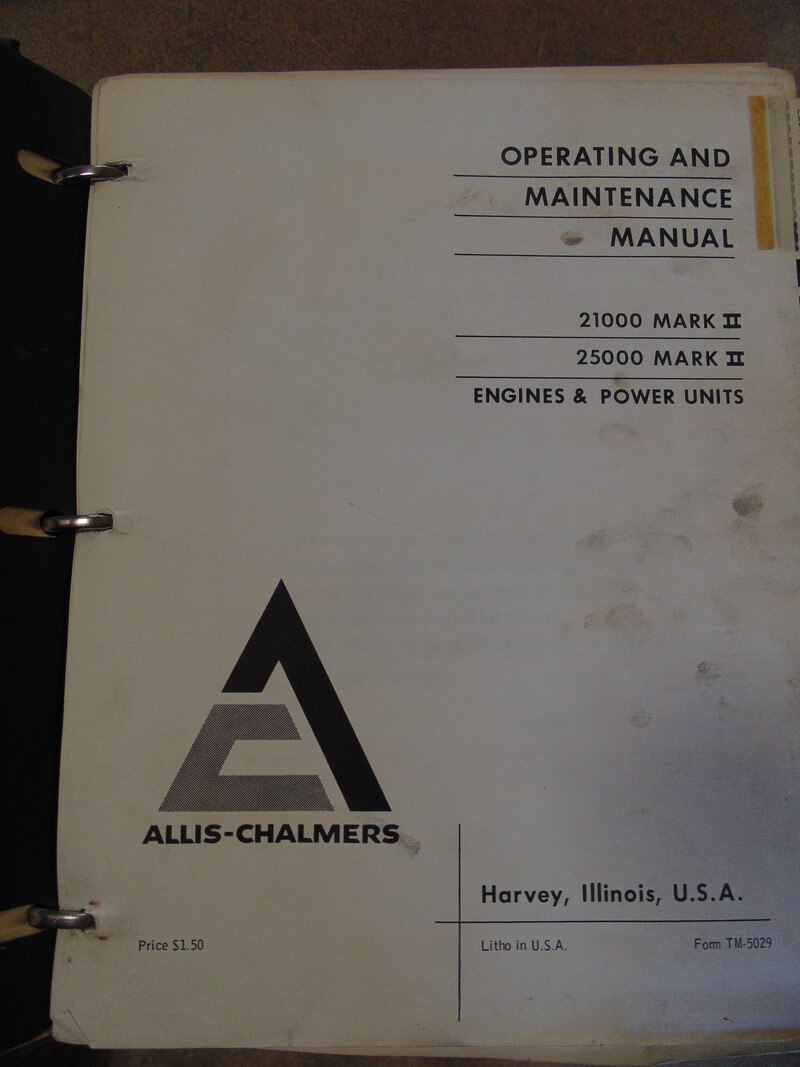 OPERATING AND
MAINTENANCE
MANUAL
21000 MARK II
25000 MARK II
ENGINES & POWER UNITS
ALLIS-CHALMERS
Harvey, Illinois, U.S.A.
Price $1.50
Litho in U.S.A.
Form TM-5029